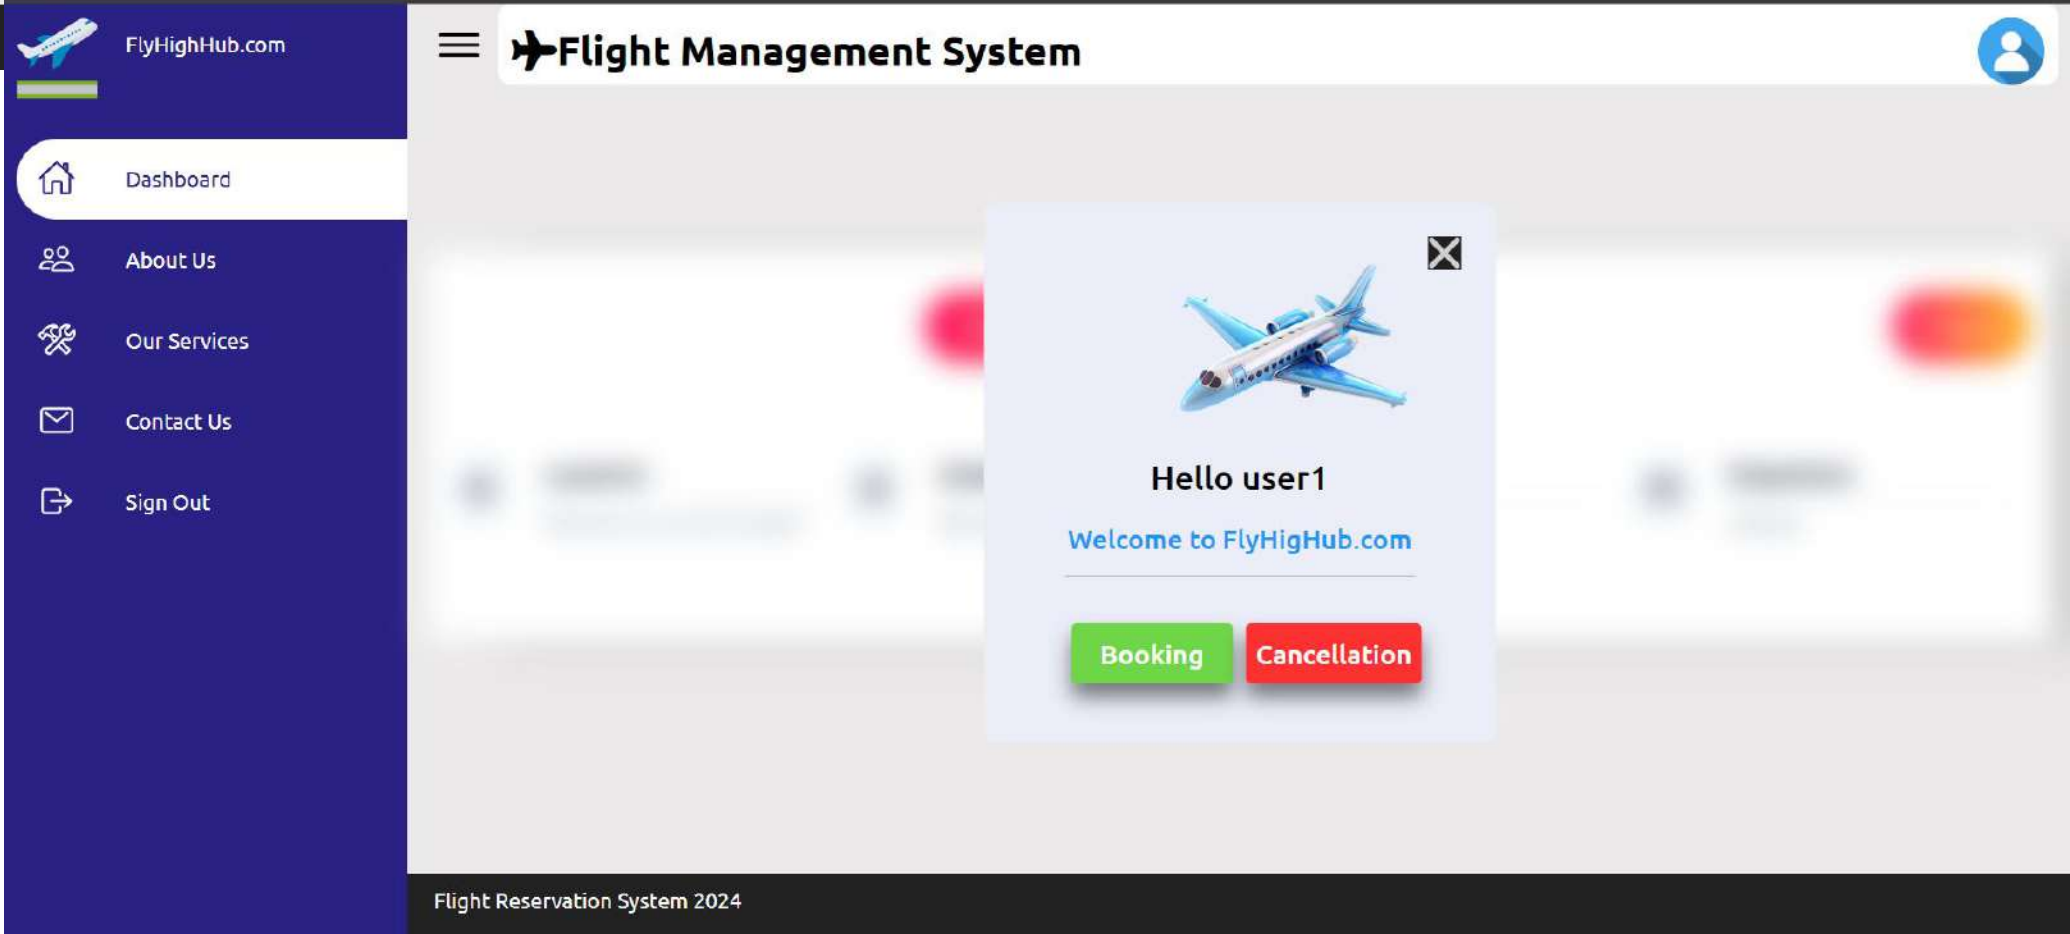 FlyHighHub.com
Flight Management System
Dashboard
About Us
Our Services
Contact Us
Sign Out
Hello user1
Welcome to FlyHigHub.com
Booking
Cancellation
Flight Reservation System 2024